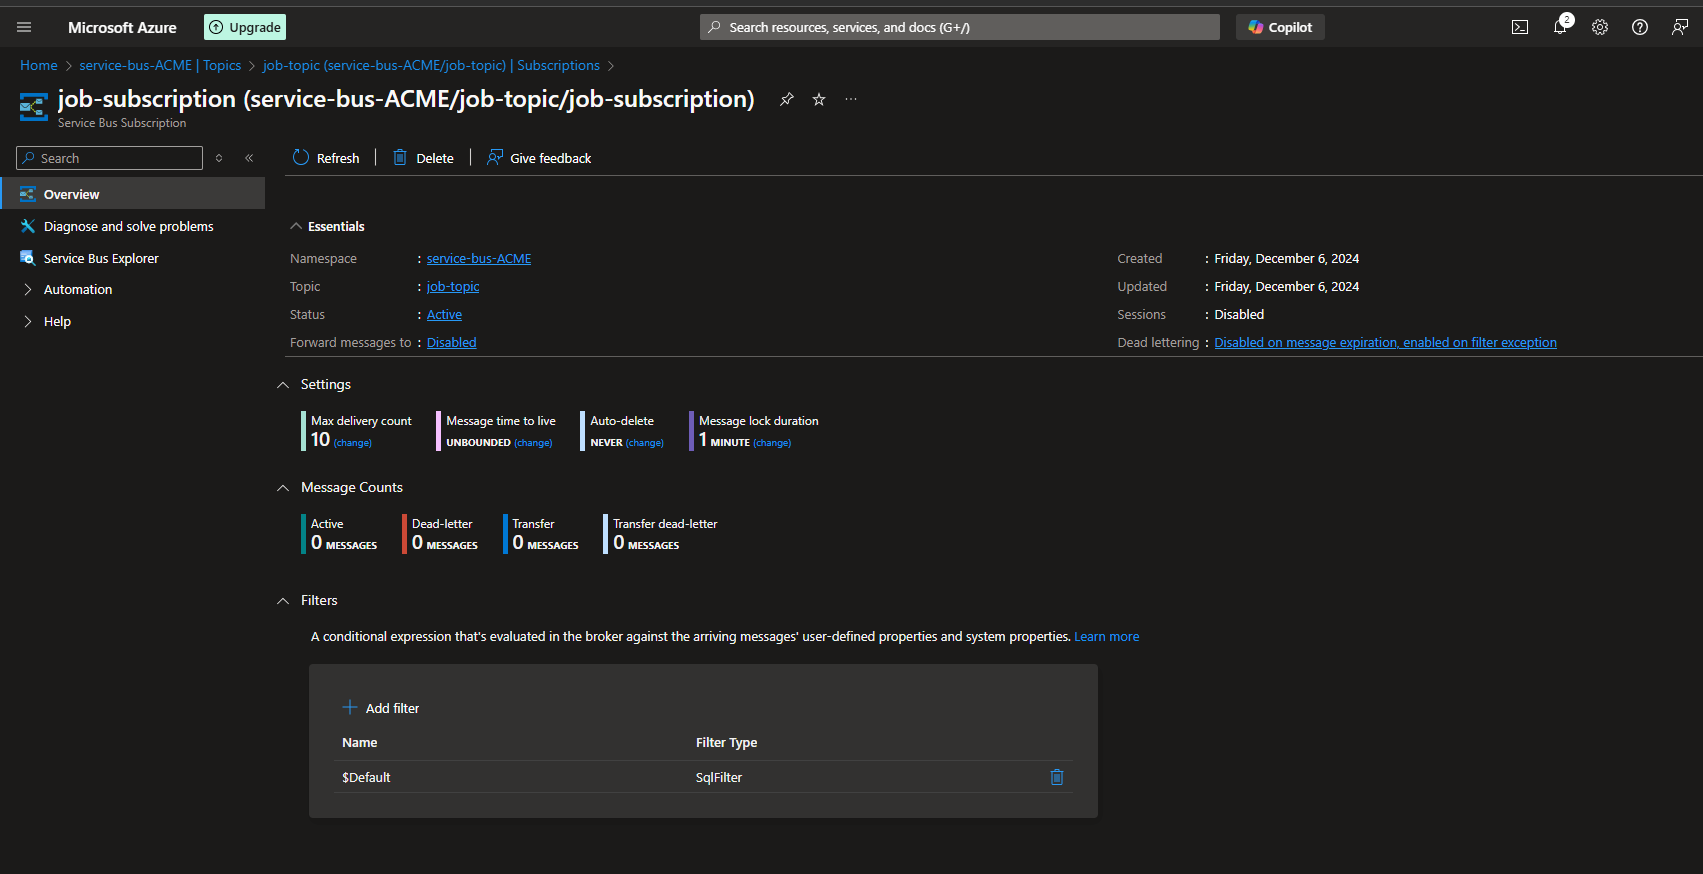 Microsoft Azure
Upgrade
Search resources, services, and docs (G+/)
Copilot
2
Home > service-bus-ACME | Topics > job-topic (service-bus-ACME/job-topic) | Subscriptions >
job-subscription (service-bus-ACME/job-topic/job-subscription)
Service Bus Subscription
Search
Overview
Diagnose and solve problems
Service Bus Explorer
Automation
Help
Refresh | Delete | Give feedback
Essentials
Namespace : service-bus-ACME
Topic : job-topic
Status : Active
Forward messages to : Disabled
Created : Friday, December 6, 2024
Updated : Friday, December 6, 2024
Sessions : Disabled
Dead lettering : Disabled on message expiration, enabled on filter exception
Settings
Max delivery count
10 (change)
Message time to live
UNBOUNDED (change)
Auto-delete
NEVER (change)
Message lock duration
1 MINUTE (change)
Message Counts
Active
0 MESSAGES
Dead-letter
0 MESSAGES
Transfer
0 MESSAGES
Transfer dead-letter
0 MESSAGES
Filters
A conditional expression that's evaluated in the broker against the arriving messages' user-defined properties and system properties. Learn more
Add filter
Name Filter Type
$Default SqlFilter